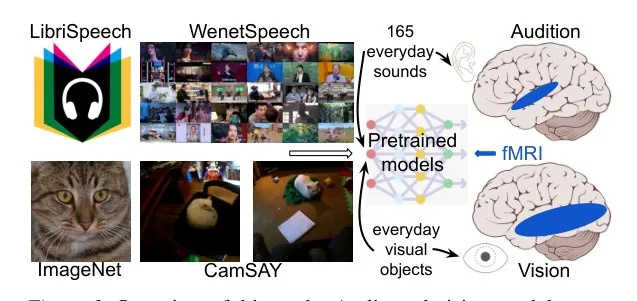 LibriSpeech
WenetSpeech
165
everyday
sounds
Audition
Pretrained
models
fMRI
everyday
visual
objects
ImageNet
CamSAY
Vision